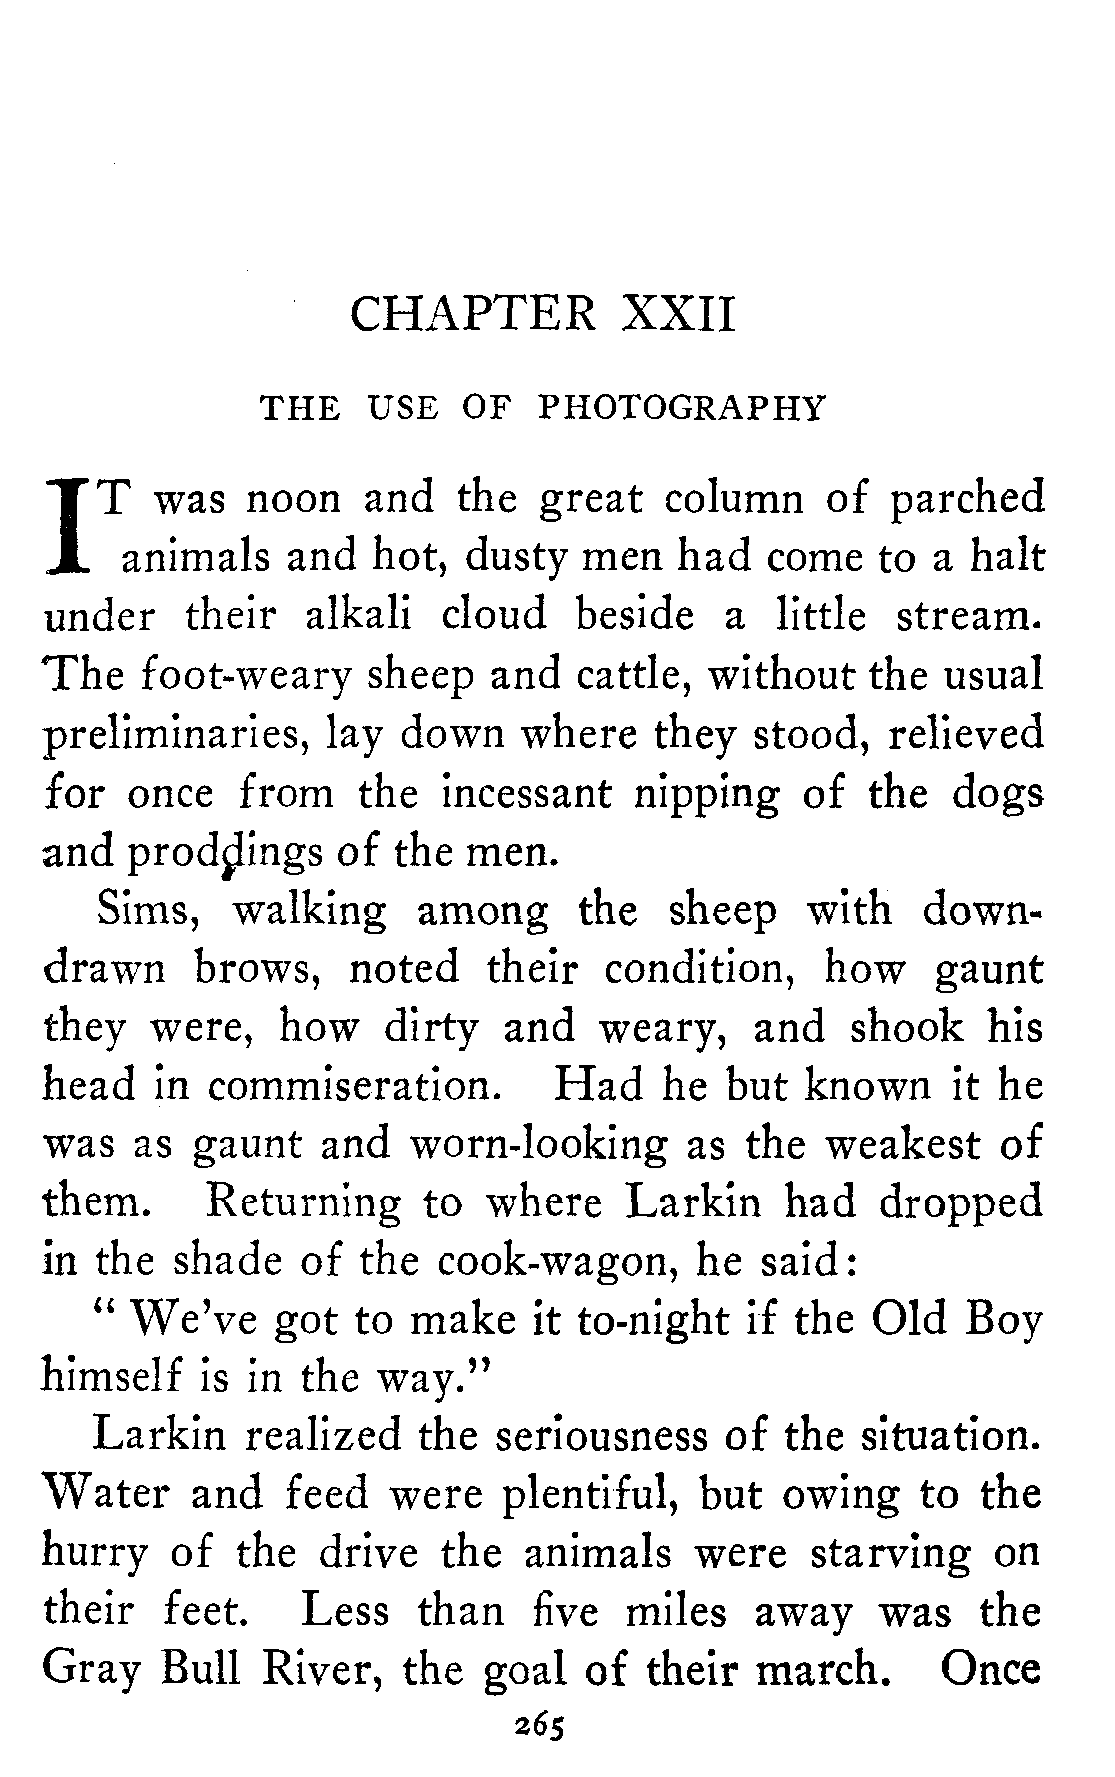 CHAPTER XXII
THE USE OF PHOTOGRAPHY
IT was noon and the great column of parched
animals and hot, dusty men had come to a halt
under their alkali cloud beside a little stream.
The foot-weary sheep and cattle, without the usual
preliminaries, lay down where they stood, relieved
for once from the incessant nipping of the dogs
and proddings of the men.
Sims, walking among the sheep with down-
drawn brows, noted their condition, how gaunt
they were, how dirty and weary, and shook his
head in commiseration. Had he but known it he
was as gaunt and worn-looking as the weakest of
them. Returning to where Larkin had dropped
in the shade of the cook-wagon, he said:
"We've got to make it to-night if the Old Boy
himself is in the way."
Larkin realized the seriousness of the situation.
Water and feed were plentiful, but owing to the
hurry of the drive the animals were starving on
their feet. Less than five miles away was the
Gray Bull River, the goal of their march. Once
265